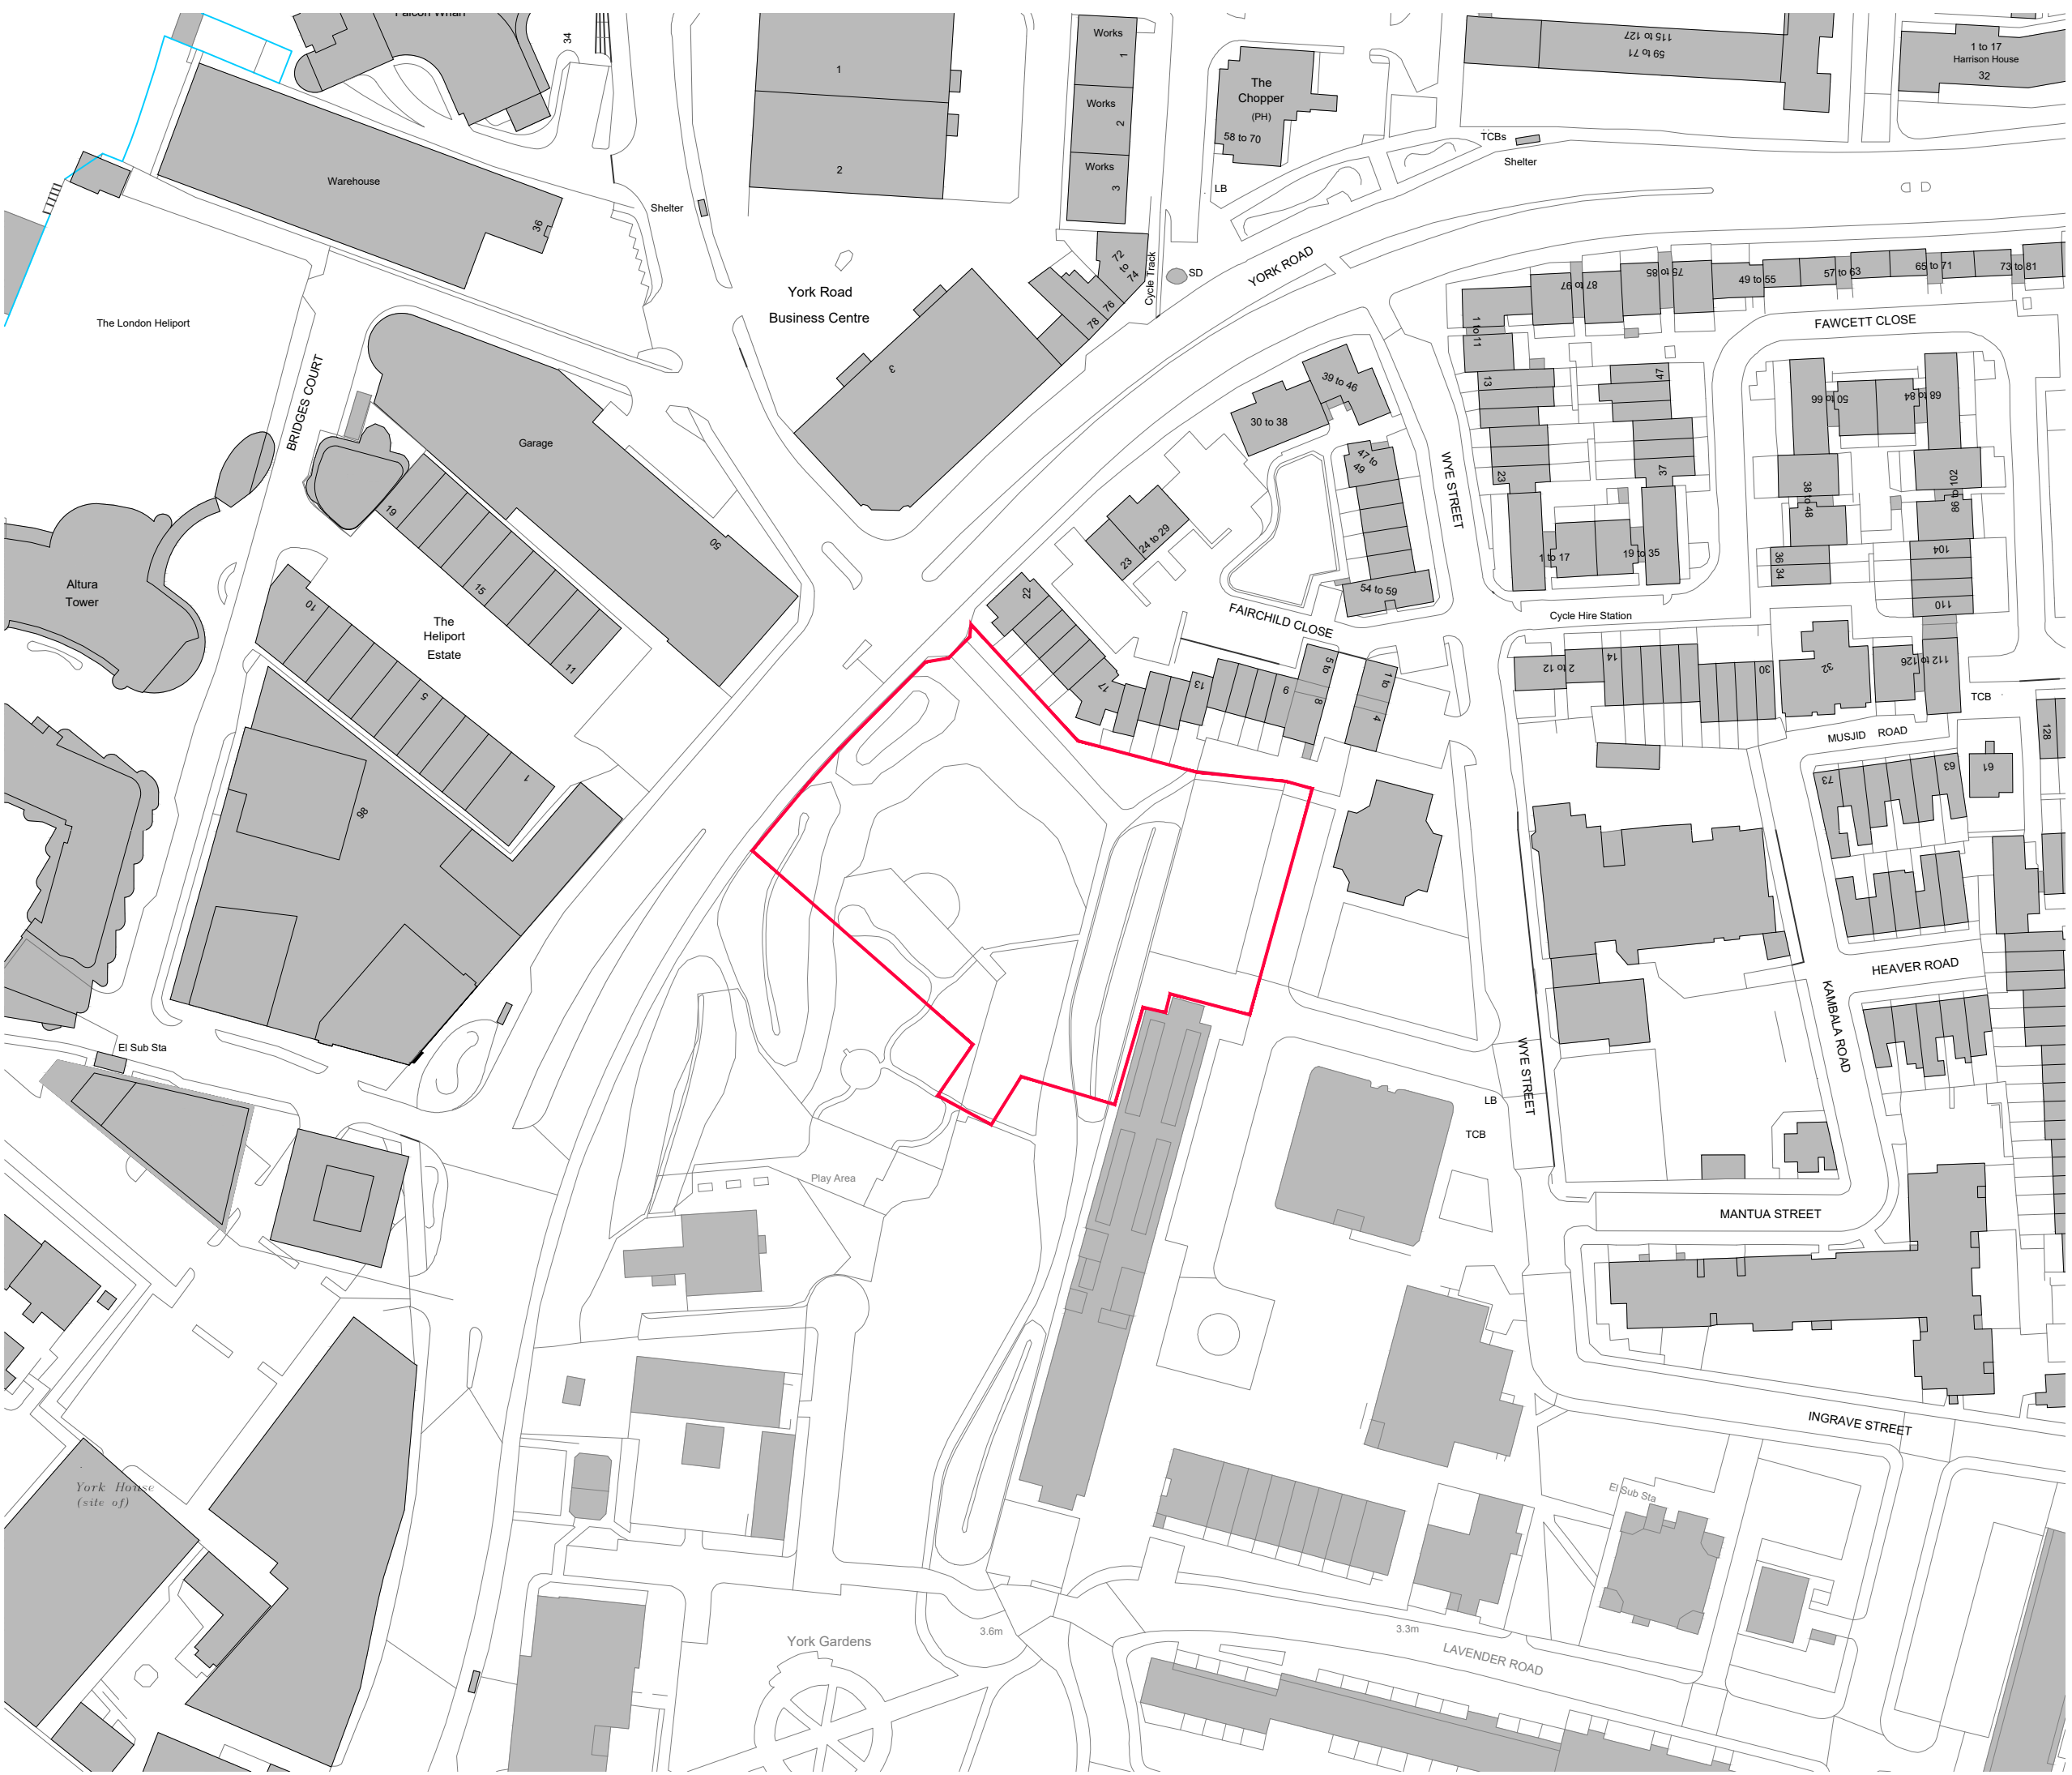 Falcon Wharf
34
1
2
Works
1
Works
2
Works
3
The
Chopper
(PH)
58 to 70
LB
115 to 127
59 to 71
1 to 17
Harrison House
32
TCBs
Shelter
Warehouse
36
Shelter
72
to
74
76
78
Cycle Track
SD
YORK ROAD
York Road
Business Centre
3
The London Heliport
BRIDGES COURT
Garage
50
87 to 97
75 to 85
49 to 55
57 to 63
65 to 71
73 to 81
FAWCETT CLOSE
1 to 11
13
23
47
37
1 to 17
19 to 35
50 to 66
68 to 84
38 to 48
36
34
86 to 102
104
110
39 to 46
30 to 38
47 to
49
54 to 59
WYE STREET
24 to 29
23
22
17
13
9
5 to
8
1 to
4
FAIRCHILD CLOSE
19
15
11
Altura
Tower
10
5
1
The
Heliport
Estate
98
Cycle Hire Station
2 to 12
14
30
32
112 to 126
TCB
MUSJID ROAD
128
73
63
61
HEAVER ROAD
KAMBALA ROAD
WYE STREET
LB
TCB
El Sub Sta
Play Area
MANTUA STREET
INGRAVE STREET
York House
(site of)
El Sub Sta
York Gardens
3.6m
3.3m
LAVENDER ROAD